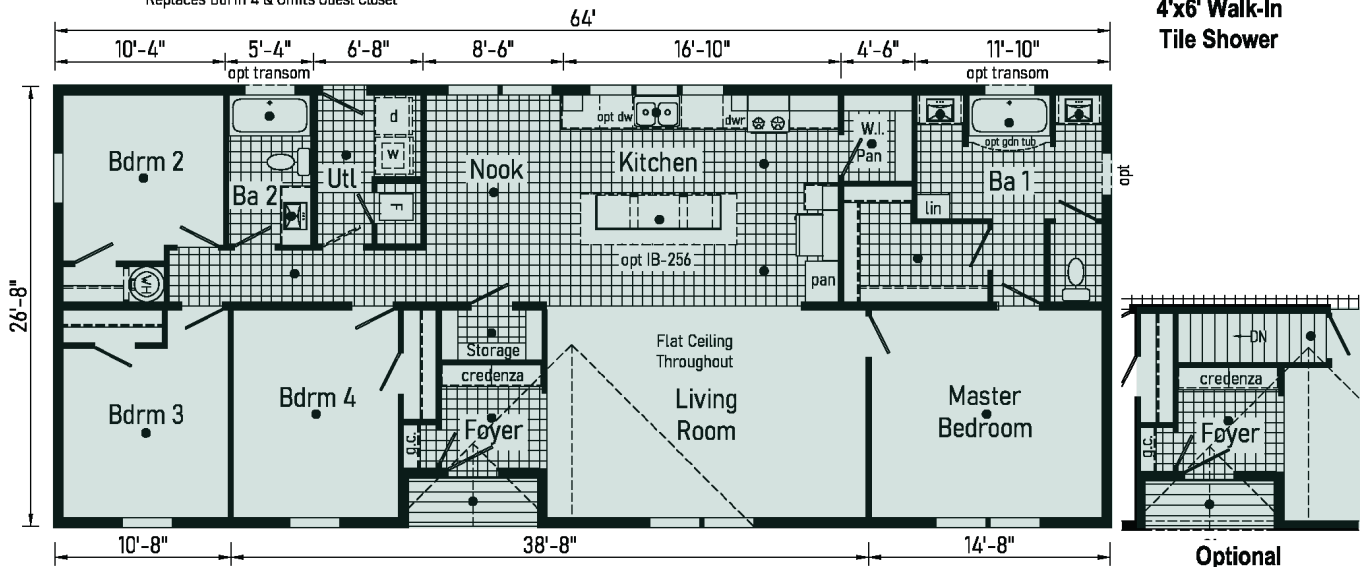 Replaces Bdrm 4 & Omits Guest Closet
4'x6' Walk-In
Tile Shower
64'
10'-4"
5'-4"
6'-8"
8'-6"
16'-10"
4'-6"
11'-10"
opt transom
opt transom
26'-8"
Bdrm 2
Ba 2
Utl
d
w
F
Nook
opt dw
dwr
Kitchen
opt IB-256
W.I.
Pan
pan
opt gdn tub
Ba 1
lin
opt
WH
Bdrm 3
Bdrm 4
Storage
credenza
g.c.
Foyer
Flat Ceiling
Throughout
Living
Room
Master
Bedroom
DN
credenza
g.c.
Foyer
10'-8"
38'-8"
14'-8"
Optional